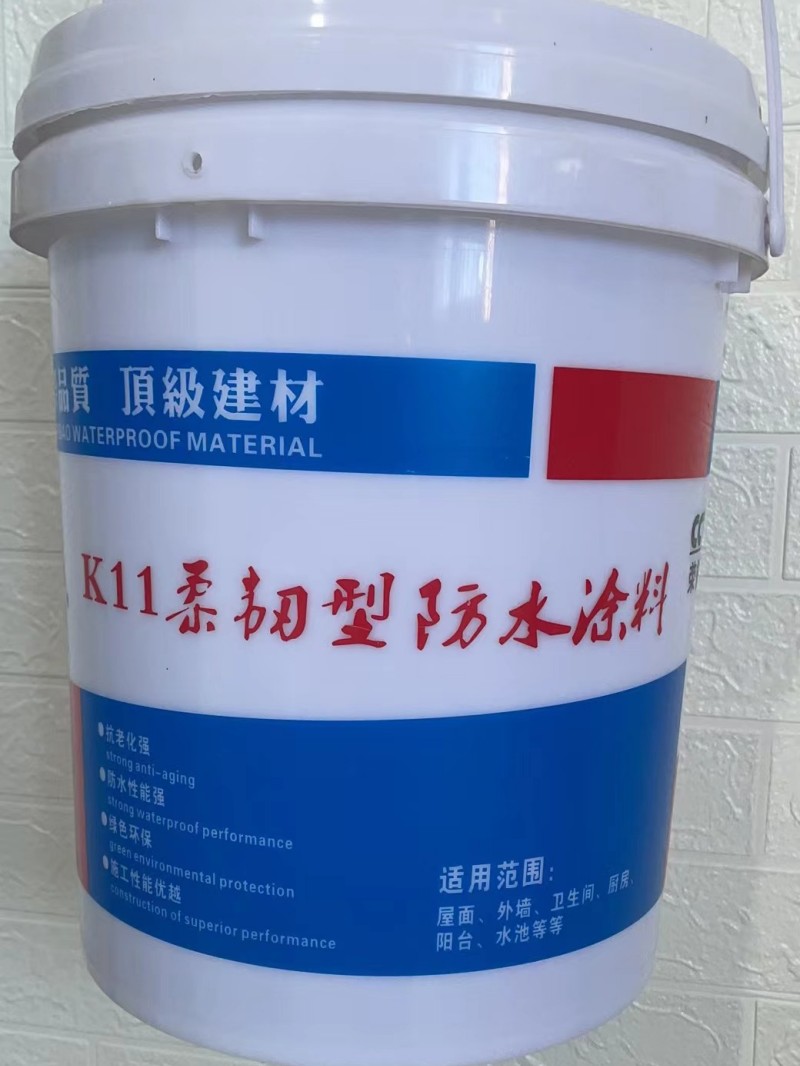 品質 頂級建材
WATERPROOF MATERIAL
K11柔韧型防水涂料
●抗老化强
strong anti-aging
●防水性能强
strong waterproof performance
●绿色环保
green environmental protection
●施工性能优越
construction of superior performance
适用范围:
屋面、外墙、卫生间、厨房、
阳台、水池等等